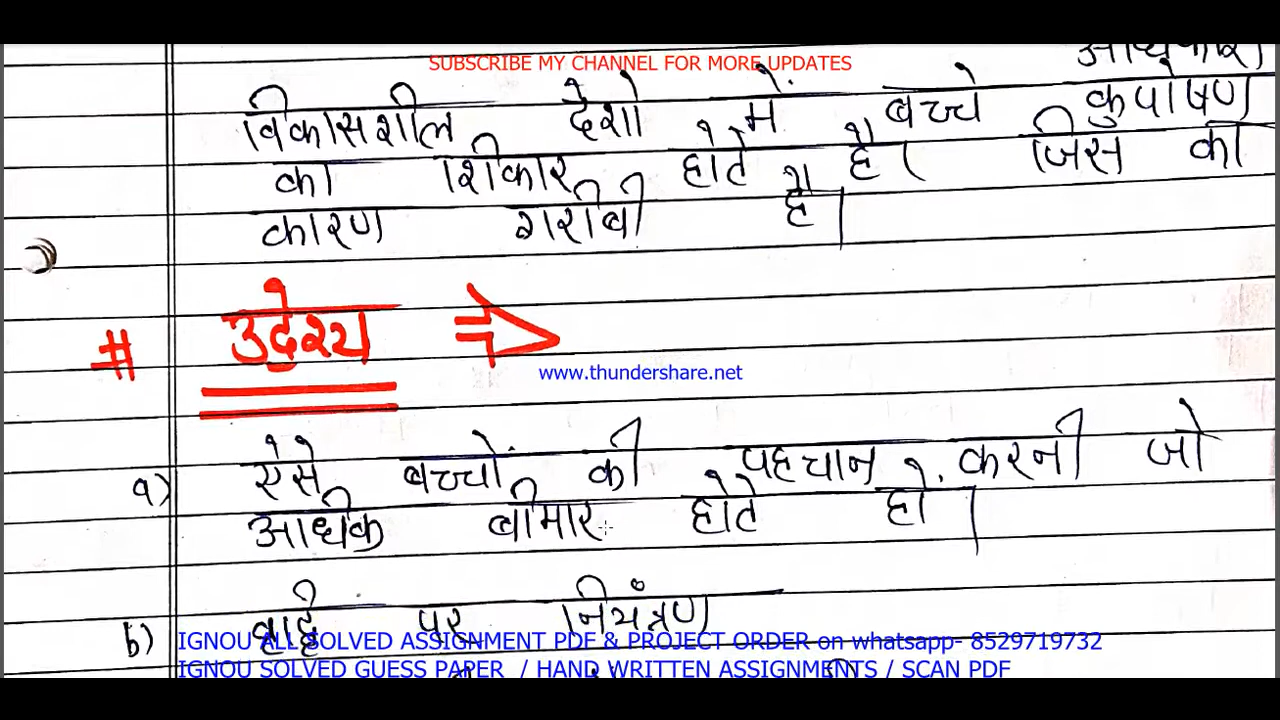 SUBSCRIBE MY CHANNEL FOR MORE UPDATES
विकासशील देशो में बच्चे कुपोषण
का शिकार होते है। जिस का
कारण गरीबी है।
# उद्देश्य ⇒
www.thundershare.net
a) ऐसे बच्चों की पहचान करनी जो
अधिक बीमार होते हो।
b) पर नियंत्रण
IGNOU ALL SOLVED ASSIGNMENT PDF & PROJECT ORDER on whatsapp- 8529719732
IGNOU SOLVED GUESS PAPER / HAND WRITTEN ASSIGNMENTS / SCAN PDF